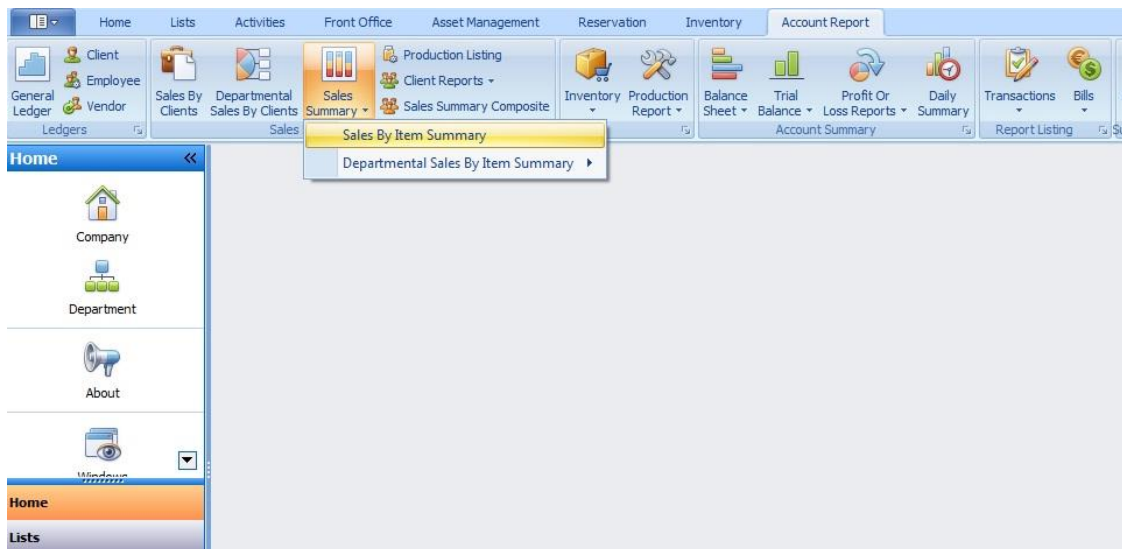 Home Lists Activities Front Office Asset Management Reservation Inventory Account Report
General Ledger
Client
Employee
Vendor
Ledgers
Sales By Clients
Departmental Sales By Clients
Sales Summary
Production Listing
Client Reports
Sales Summary Composite
Sales
Inventory
Production Report
Balance Sheet
Trial Balance
Profit Or Loss Reports
Daily Summary
Account Summary
Transactions
Bills
Report Listing
Sales By Item Summary
Departmental Sales By Item Summary
Home
Company
Department
About
Windows
Home
Lists